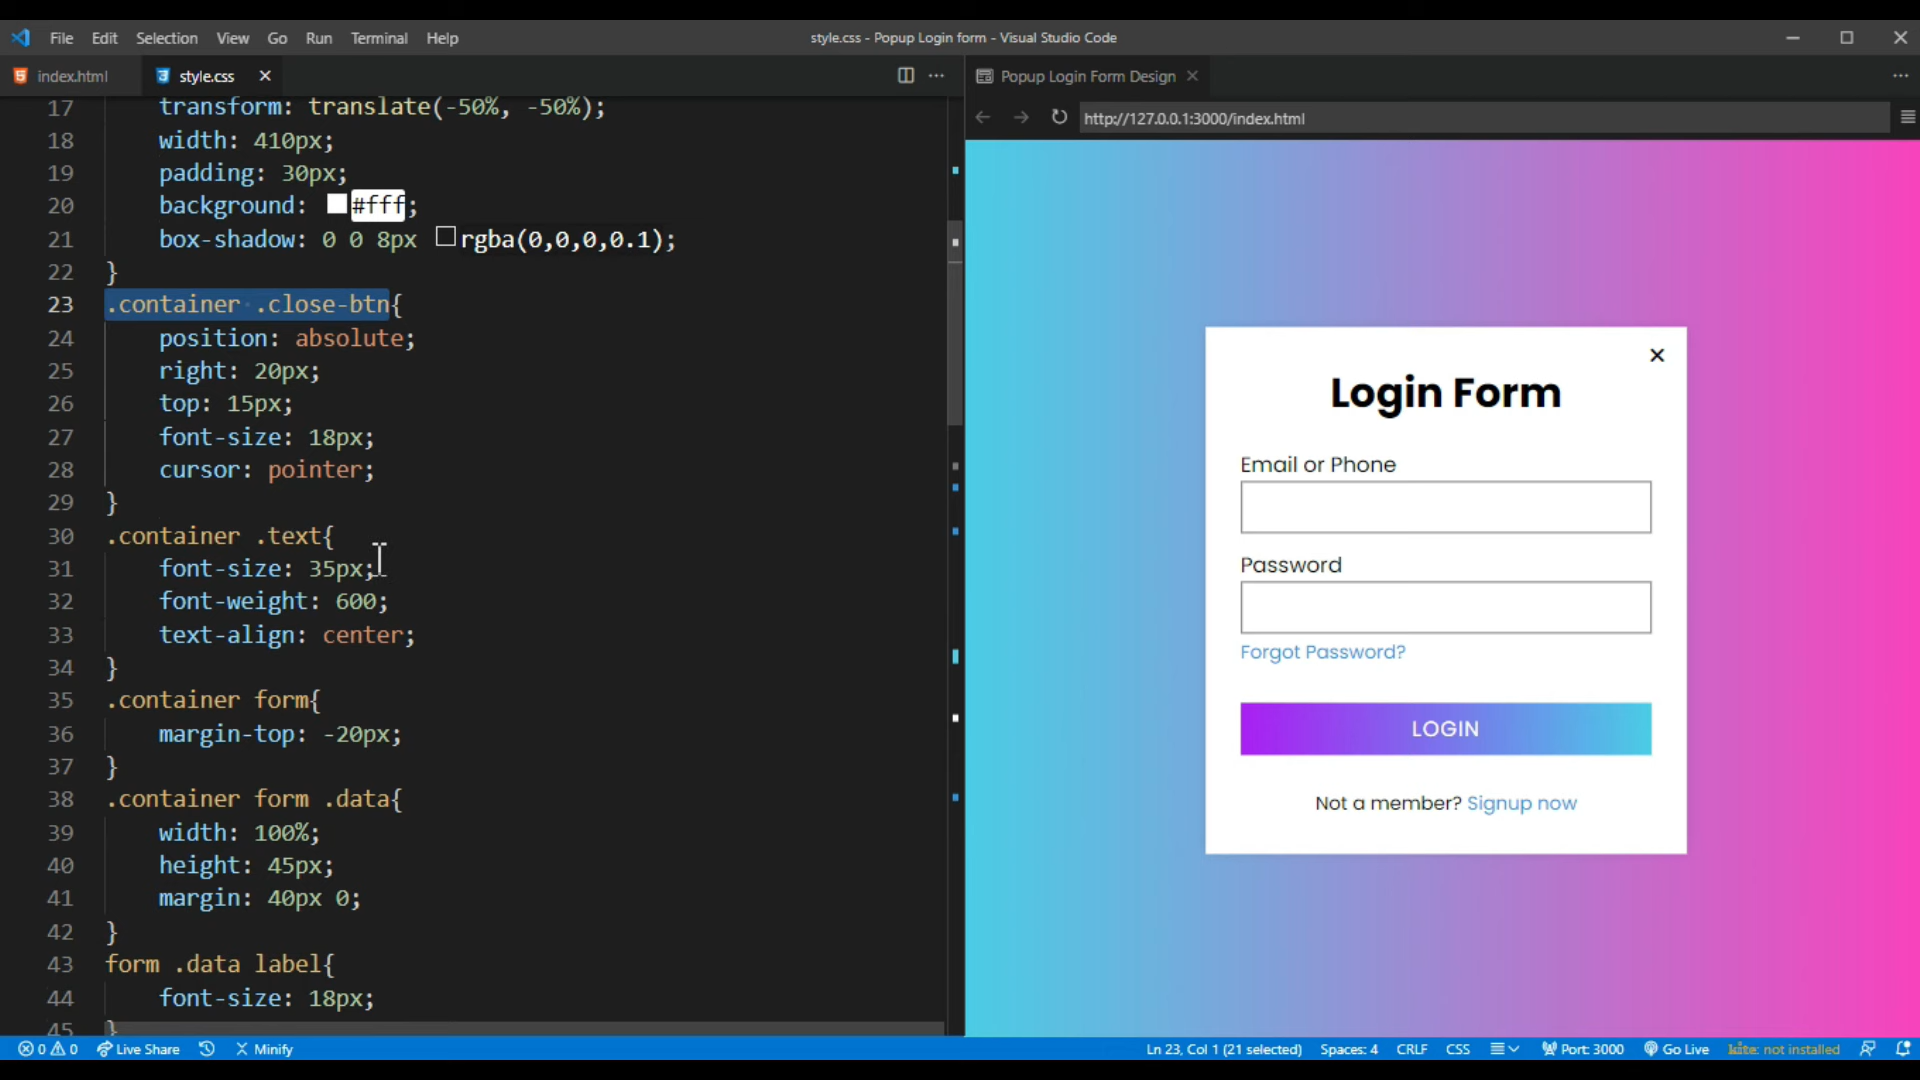 File Edit Selection View Go Run Terminal Help
style.css - Popup Login form - Visual Studio Code
index.html
style.css
Popup Login Form Design
http://127.0.0.1:3000/index.html
17 transform: translate(-50%, -50%);
18 width: 410px;
19 padding: 30px;
20 background: #fff;
21 box-shadow: 0 0 8px rgba(0,0,0,0.1);
22 }
23 .container .close-btn{
24 position: absolute;
25 right: 20px;
26 top: 15px;
27 font-size: 18px;
28 cursor: pointer;
29 }
30 .container .text{
31 font-size: 35px;
32 font-weight: 600;
33 text-align: center;
34 }
35 .container form{
36 margin-top: -20px;
37 }
38 .container form .data{
39 width: 100%;
40 height: 45px;
41 margin: 40px 0;
42 }
43 form .data label{
44 font-size: 18px;
45 }
Login Form
Email or Phone
Password
Forgot Password?
LOGIN
Not a member? Signup now
0 0 Live Share Minify
Ln 23, Col 1 (21 selected) Spaces: 4 CRLF CSS Port: 3000 Go Live kite: not installed